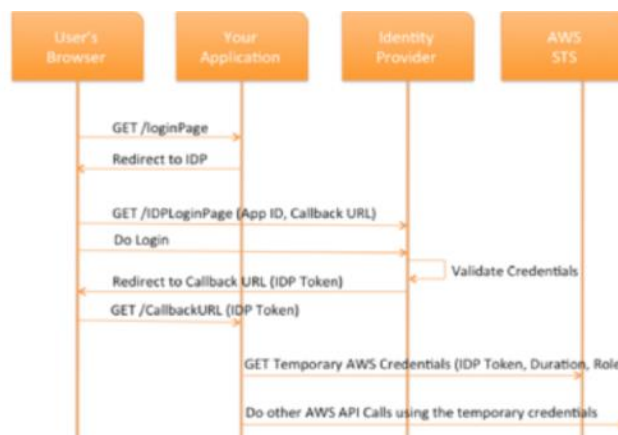 User's
Browser
Your
Application
Identity
Provider
AWS
STS
GET /loginPage
Redirect to IDP
GET /IDPLoginPage (App ID, Callback URL)
Do Login
Validate Credentials
Redirect to Callback URL (IDP Token)
GET /CallbackURL (IDP Token)
GET Temporary AWS Credentials (IDP Token, Duration, Role
Do other AWS API Calls using the temporary credentials